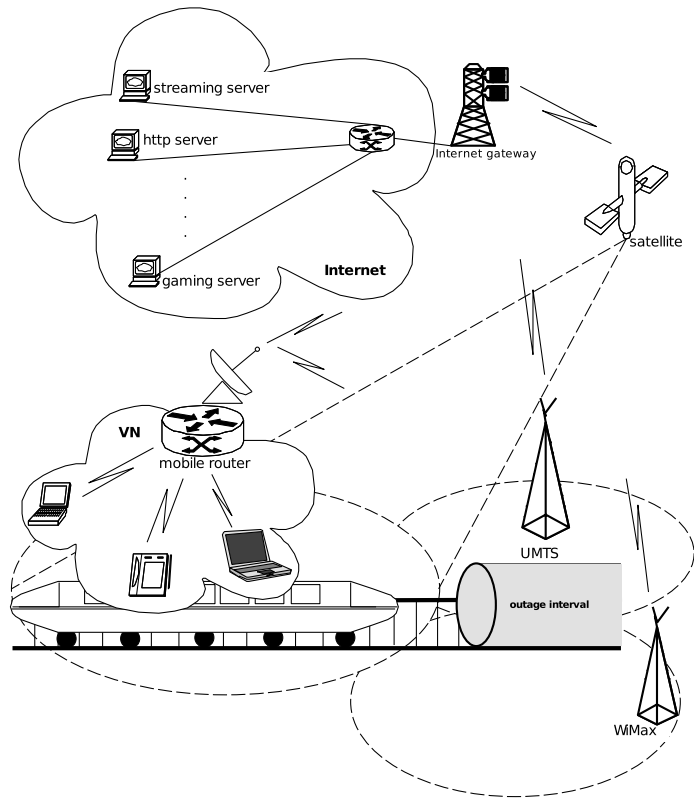 streaming server
http server
Internet gateway
satellite
Internet
gaming server
VN
mobile router
UMTS
outage interval
WiMax